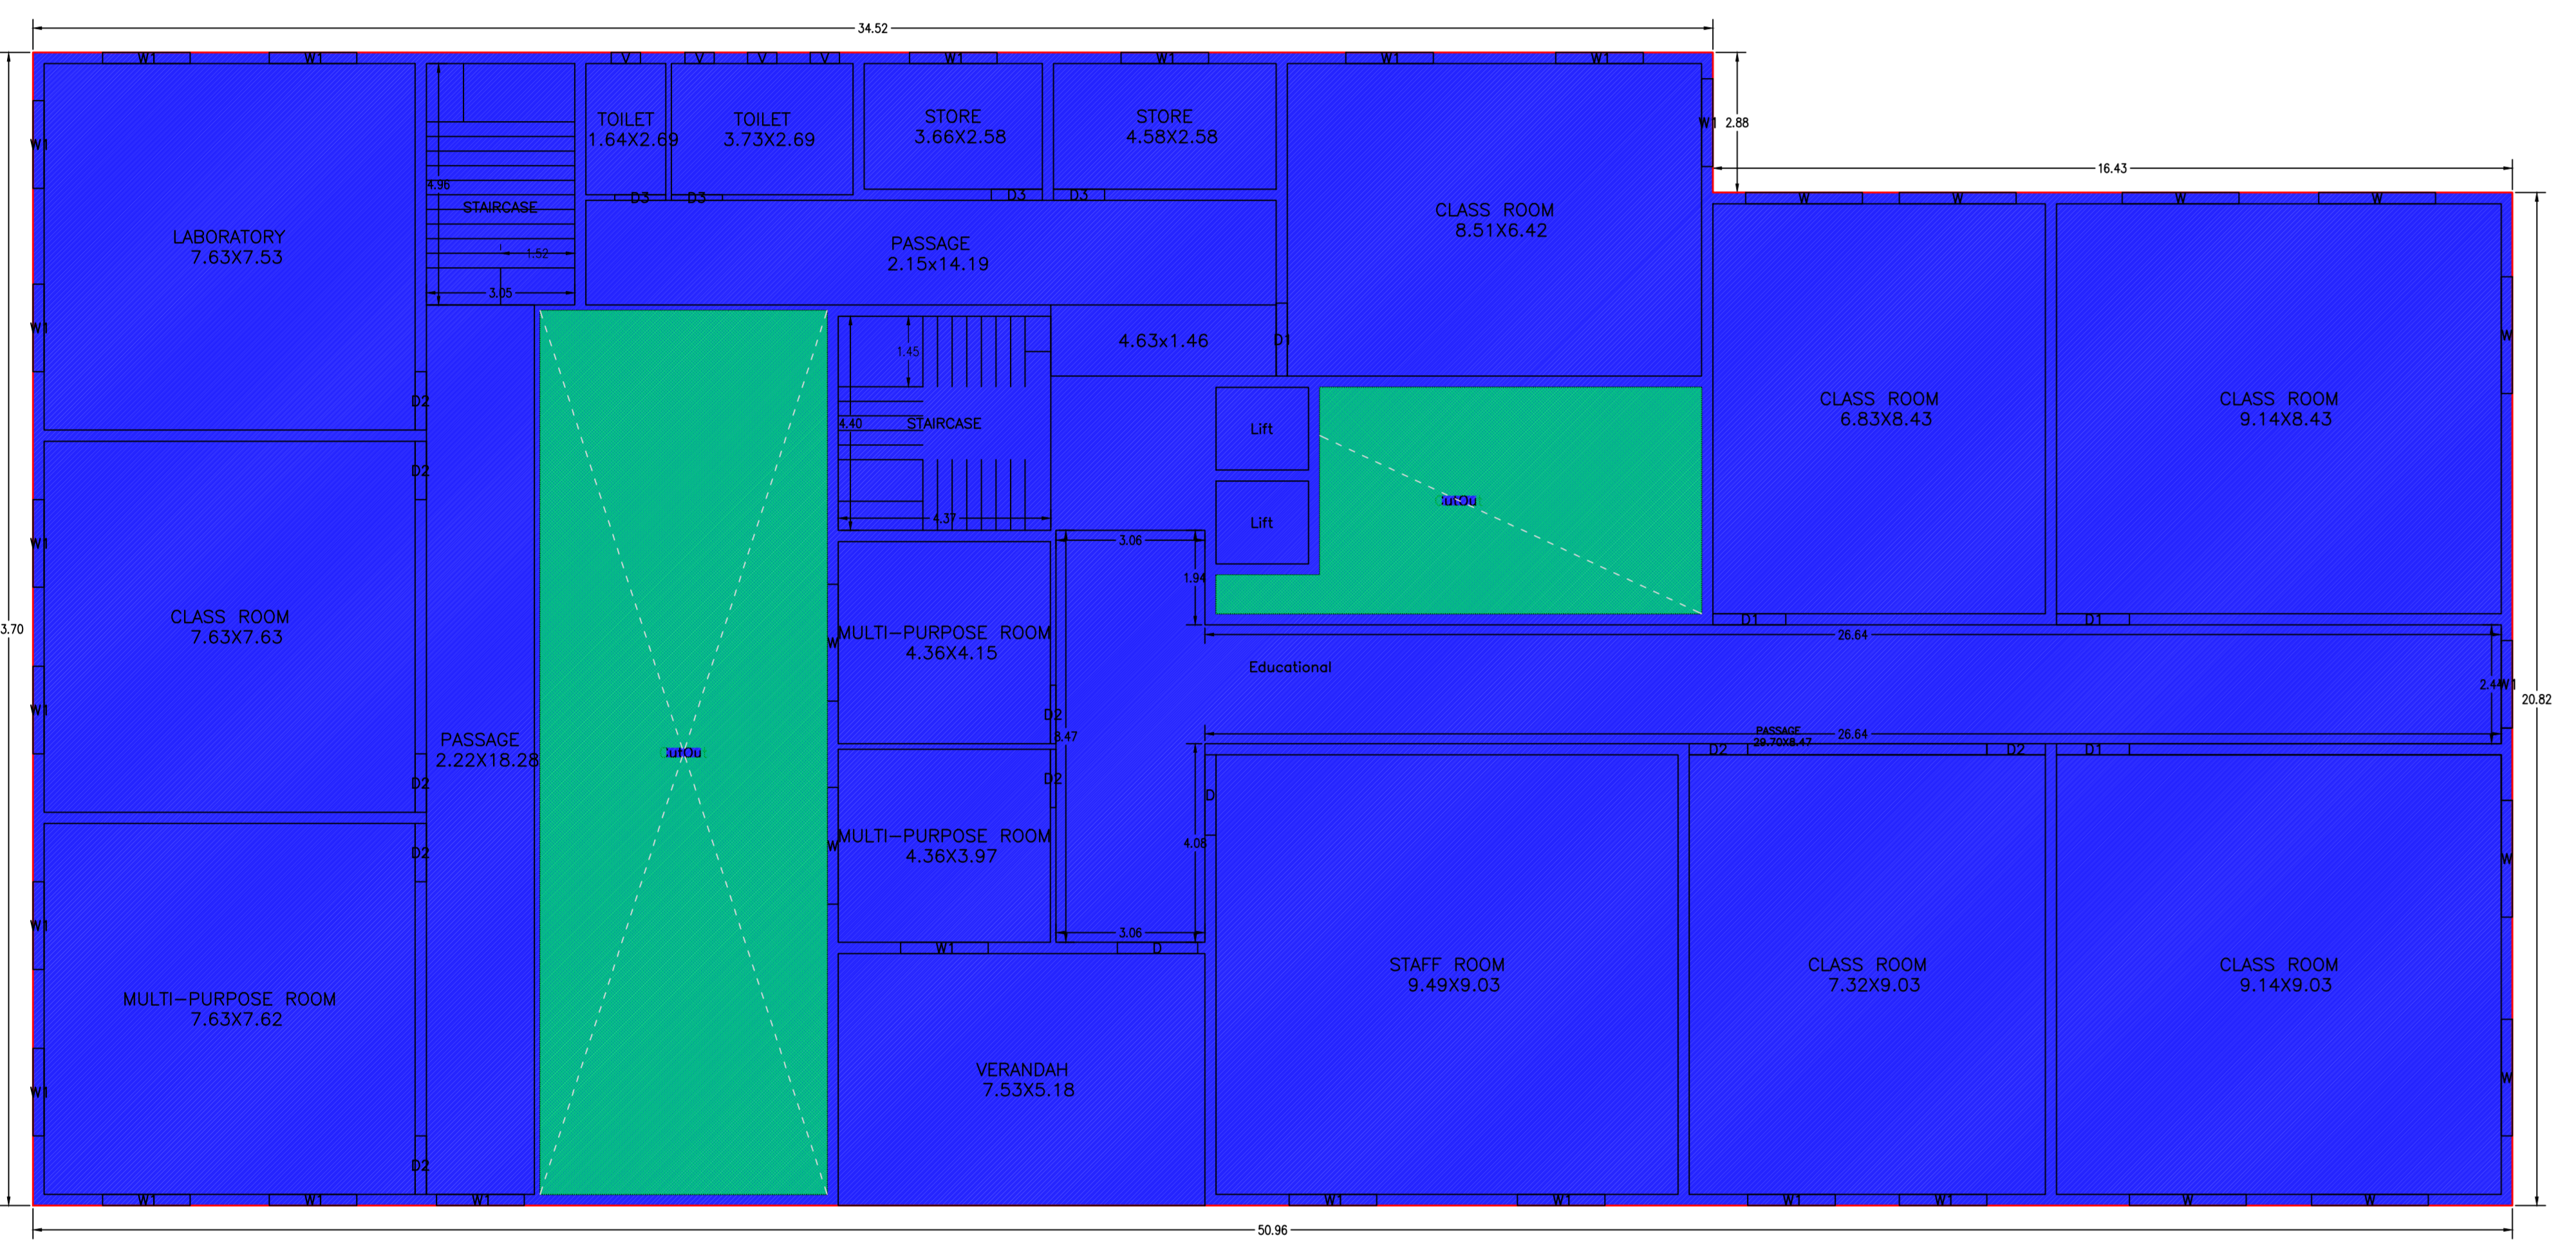 34.52
W1
W1
V
V
V
V
W1
W1
W1
W1
TOILET
1.64X2.69
TOILET
3.73X2.69
STORE
3.66X2.58
STORE
4.58X2.58
W1
2.88
W1
16.43
4.96
STAIRCASE
D3
D3
D3
D3
W
W
W
W
CLASS ROOM
8.51X6.42
LABORATORY
7.63X7.53
PASSAGE
2.15x14.19
1.52
3.05
W1
1.45
4.63x1.46
D1
W
D2
4.40
STAIRCASE
Lift
CLASS ROOM
6.83X8.43
CLASS ROOM
9.14X8.43
D2
4.37
Lift
W1
3.06
1.94
CLASS ROOM
7.63X7.63
3.70
W
MULTI-PURPOSE ROOM
4.36X4.15
D1
D1
26.64
Educational
2.44
W1
20.82
W1
D2
PASSAGE
2.22X18.28
8.47
PASSAGE
29.70X8.47
26.64
D2
D2
D1
D2
D2
D
W
MULTI-PURPOSE ROOM
4.36X3.97
4.08
D2
W
W1
3.06
W1
D
MULTI-PURPOSE ROOM
7.63X7.62
STAFF ROOM
9.49X9.03
CLASS ROOM
7.32X9.03
CLASS ROOM
9.14X9.03
W1
VERANDAH
7.53X5.18
W
D2
W1
W1
W1
W1
W1
W1
W1
W
W
50.96